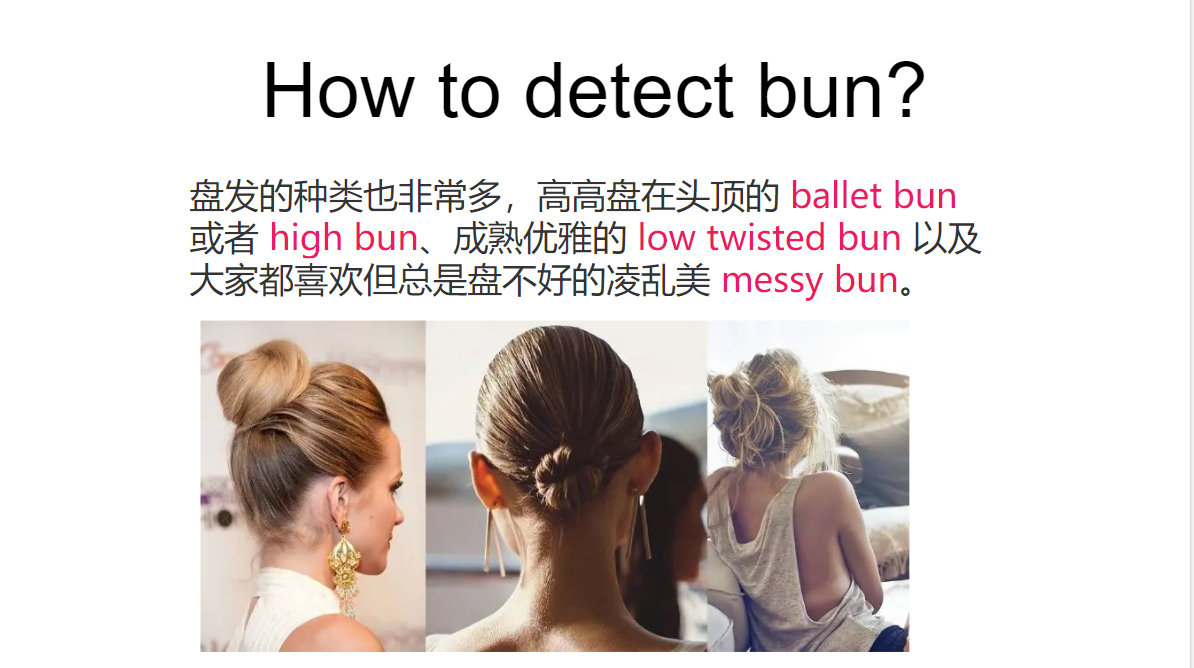 How to detect bun?
盘发的种类也非常多，高高盘在头顶的 ballet bun
或者 high bun、成熟优雅的 low twisted bun 以及
大家都喜欢但总是盘不好的凌乱美 messy bun。